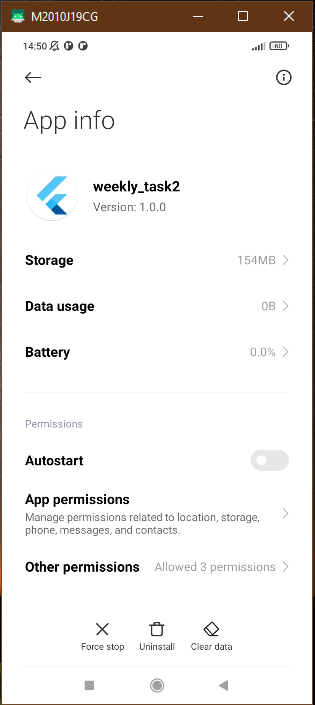 M2010J19CG
14:50
60
App info
weekly_task2
Version: 1.0.0
Storage 154MB
Data usage 0B
Battery 0.0%
Permissions
Autostart
App permissions
Manage permissions related to location, storage,
phone, messages, and contacts.
Other permissions Allowed 3 permissions
Force stop Uninstall Clear data